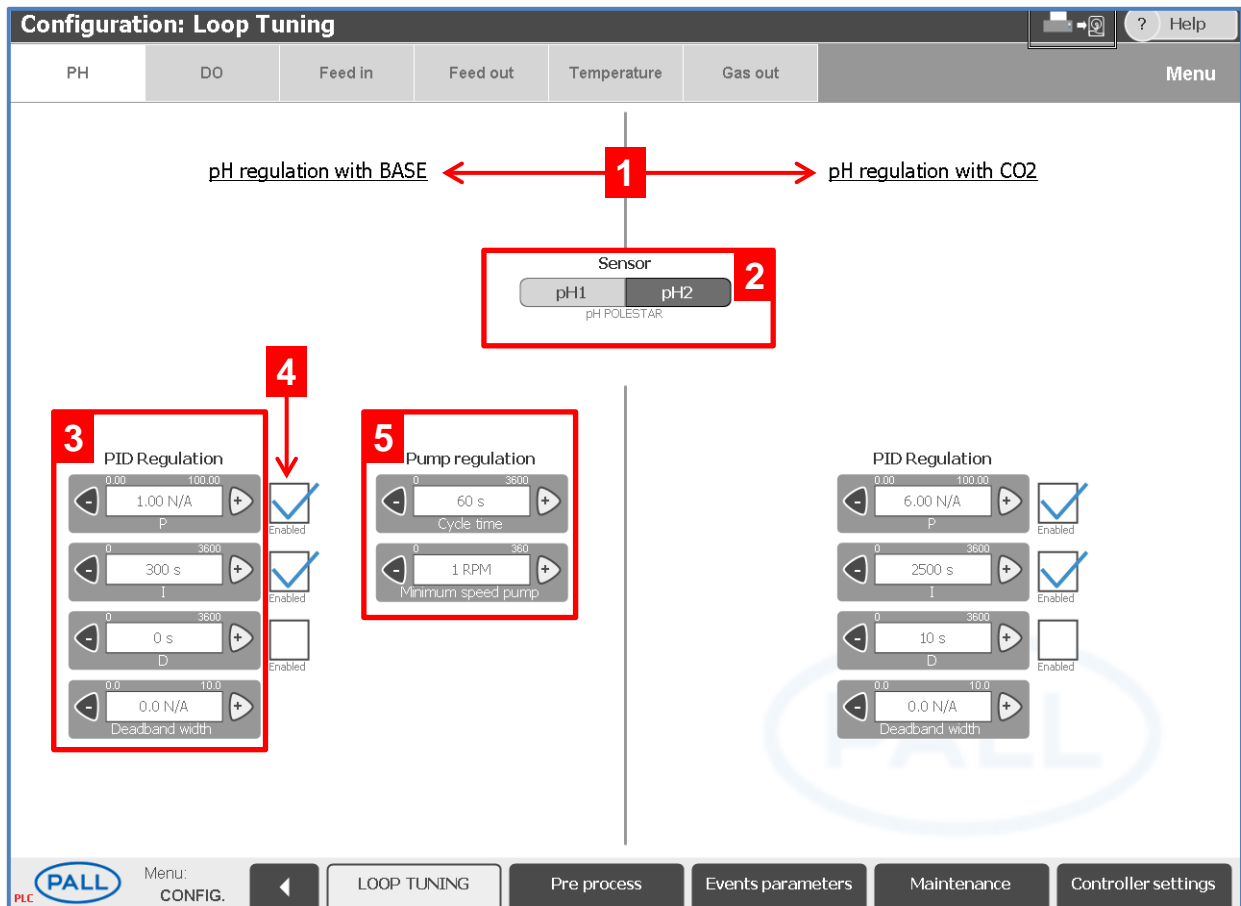 Configuration: Loop Tuning
? Help
PH DO Feed in Feed out Temperature Gas out Menu
pH regulation with BASE 1 pH regulation with CO2
Sensor 2
pH1 pH2
pH POLESTAR
4
3 5
PID Regulation Pump regulation PID Regulation
0.00 100.00 0 3600 0.00 100.00
- 1.00 N/A + - 60 s + - 6.00 N/A +
P Enabled Cycle time P Enabled
0 3600 0 360 0 3600
- 300 s + - 1 RPM + - 2500 s +
I Enabled Minimum speed pump I Enabled
0 3600 0 3600
- 0 s + - 10 s +
D Enabled D Enabled
0.0 10.0 0.0 10.0
- 0.0 N/A + - 0.0 N/A +
Deadband width Deadband width
PALL
PLC PALL Menu: CONFIG. LOOP TUNING Pre process Events parameters Maintenance Controller settings